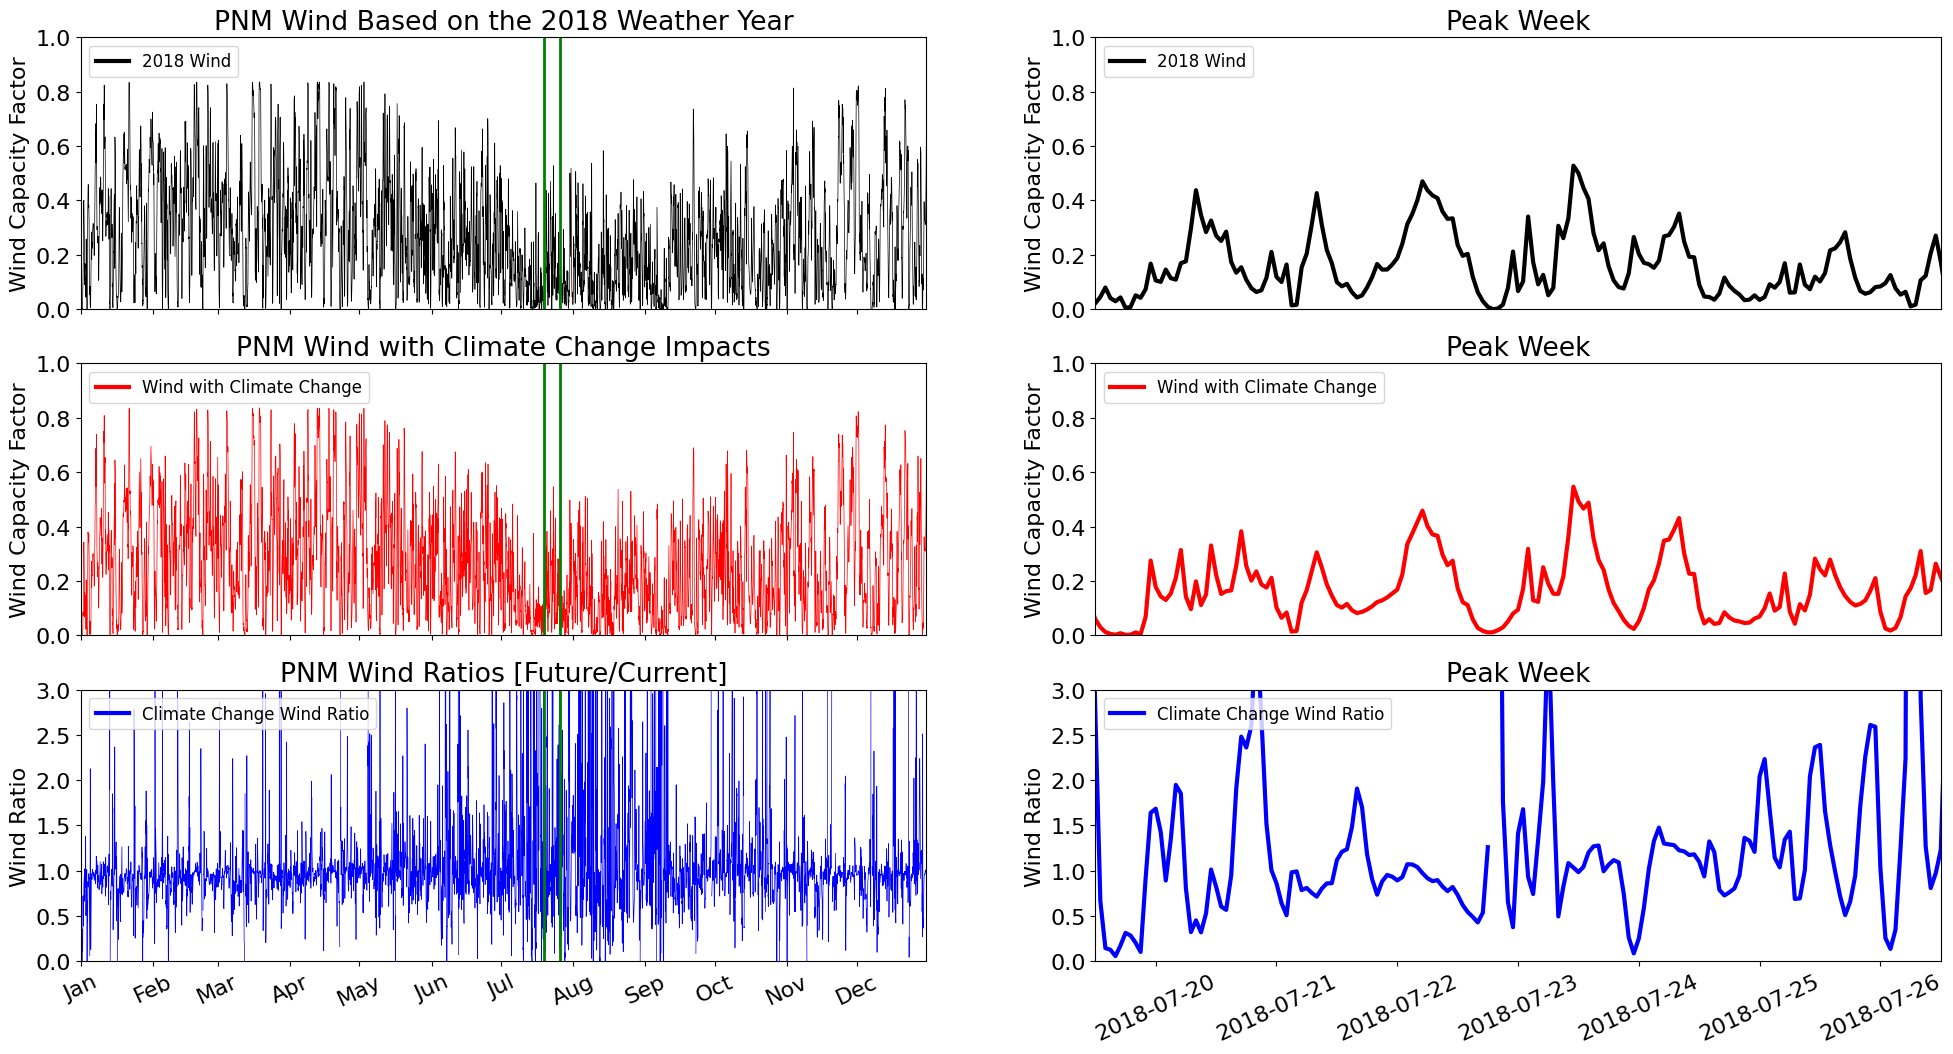 PNM Wind Based on the 2018 Weather Year
Wind Capacity Factor
1.0
0.8
0.6
0.4
0.2
0.0
2018 Wind
Peak Week
Wind Capacity Factor
1.0
0.8
0.6
0.4
0.2
0.0
2018 Wind
PNM Wind with Climate Change Impacts
Wind Capacity Factor
1.0
0.8
0.6
0.4
0.2
0.0
Wind with Climate Change
Peak Week
Wind Capacity Factor
1.0
0.8
0.6
0.4
0.2
0.0
Wind with Climate Change
PNM Wind Ratios [Future/Current]
Wind Ratio
3.0
2.5
2.0
1.5
1.0
0.5
0.0
Climate Change Wind Ratio
Jan Feb Mar Apr May Jun Jul Aug Sep Oct Nov Dec
Peak Week
Wind Ratio
3.0
2.5
2.0
1.5
1.0
0.5
0.0
Climate Change Wind Ratio
2018-07-20 2018-07-21 2018-07-22 2018-07-23 2018-07-24 2018-07-25 2018-07-26